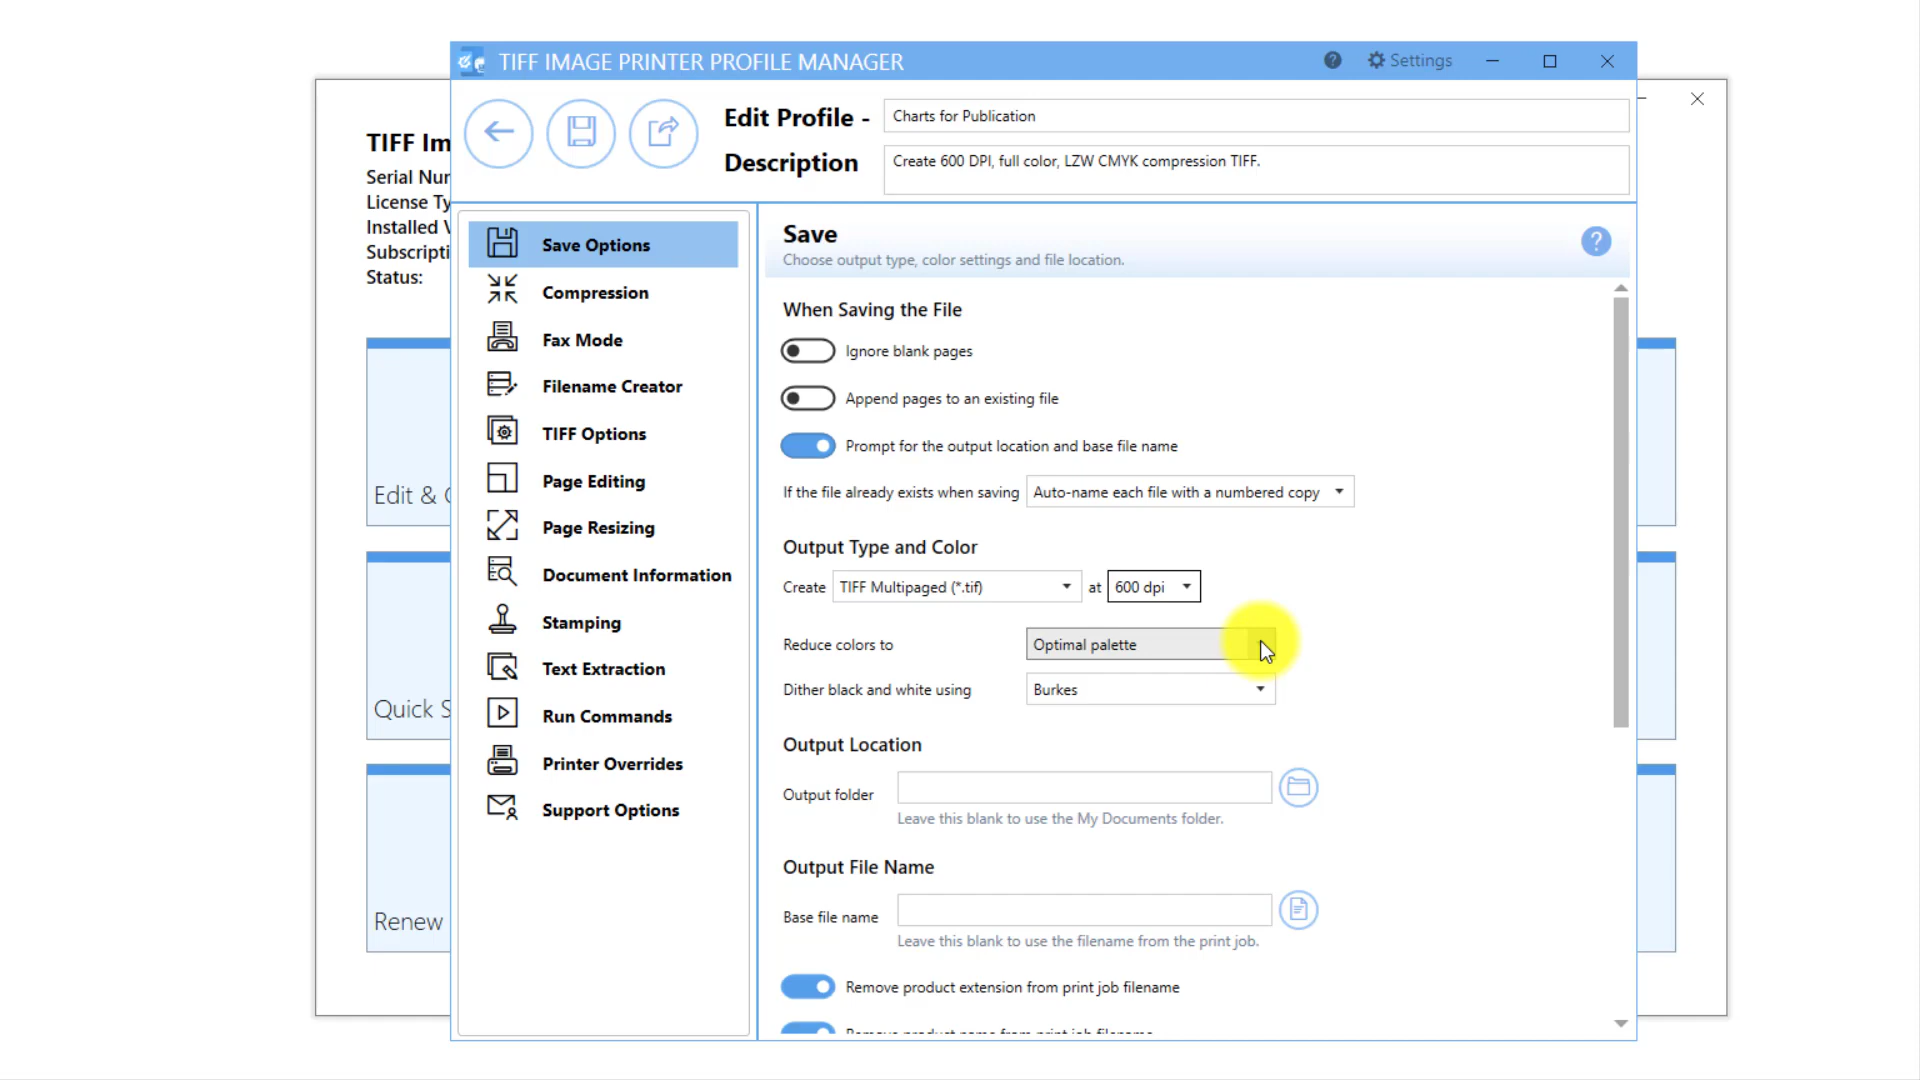 TIFF IMAGE PRINTER PROFILE MANAGER
? Settings
Edit Profile - Charts for Publication
Description Create 600 DPI, full color, LZW CMYK compression TIFF.
TIFF Im
Serial Nur
License Ty
Installed V
Subscripti
Status:
Edit & C
Quick S
Renew
Save Options
Compression
Fax Mode
Filename Creator
TIFF Options
Page Editing
Page Resizing
Document Information
Stamping
Text Extraction
Run Commands
Printer Overrides
Support Options
Save
Choose output type, color settings and file location.
?
When Saving the File
Ignore blank pages
Append pages to an existing file
Prompt for the output location and base file name
If the file already exists when saving Auto-name each file with a numbered copy
Output Type and Color
Create TIFF Multipaged (*.tif) at 600 dpi
Reduce colors to Optimal palette
Dither black and white using Burkes
Output Location
Output folder
Leave this blank to use the My Documents folder.
Output File Name
Base file name
Leave this blank to use the filename from the print job.
Remove product extension from print job filename
Remove product name from print job filename